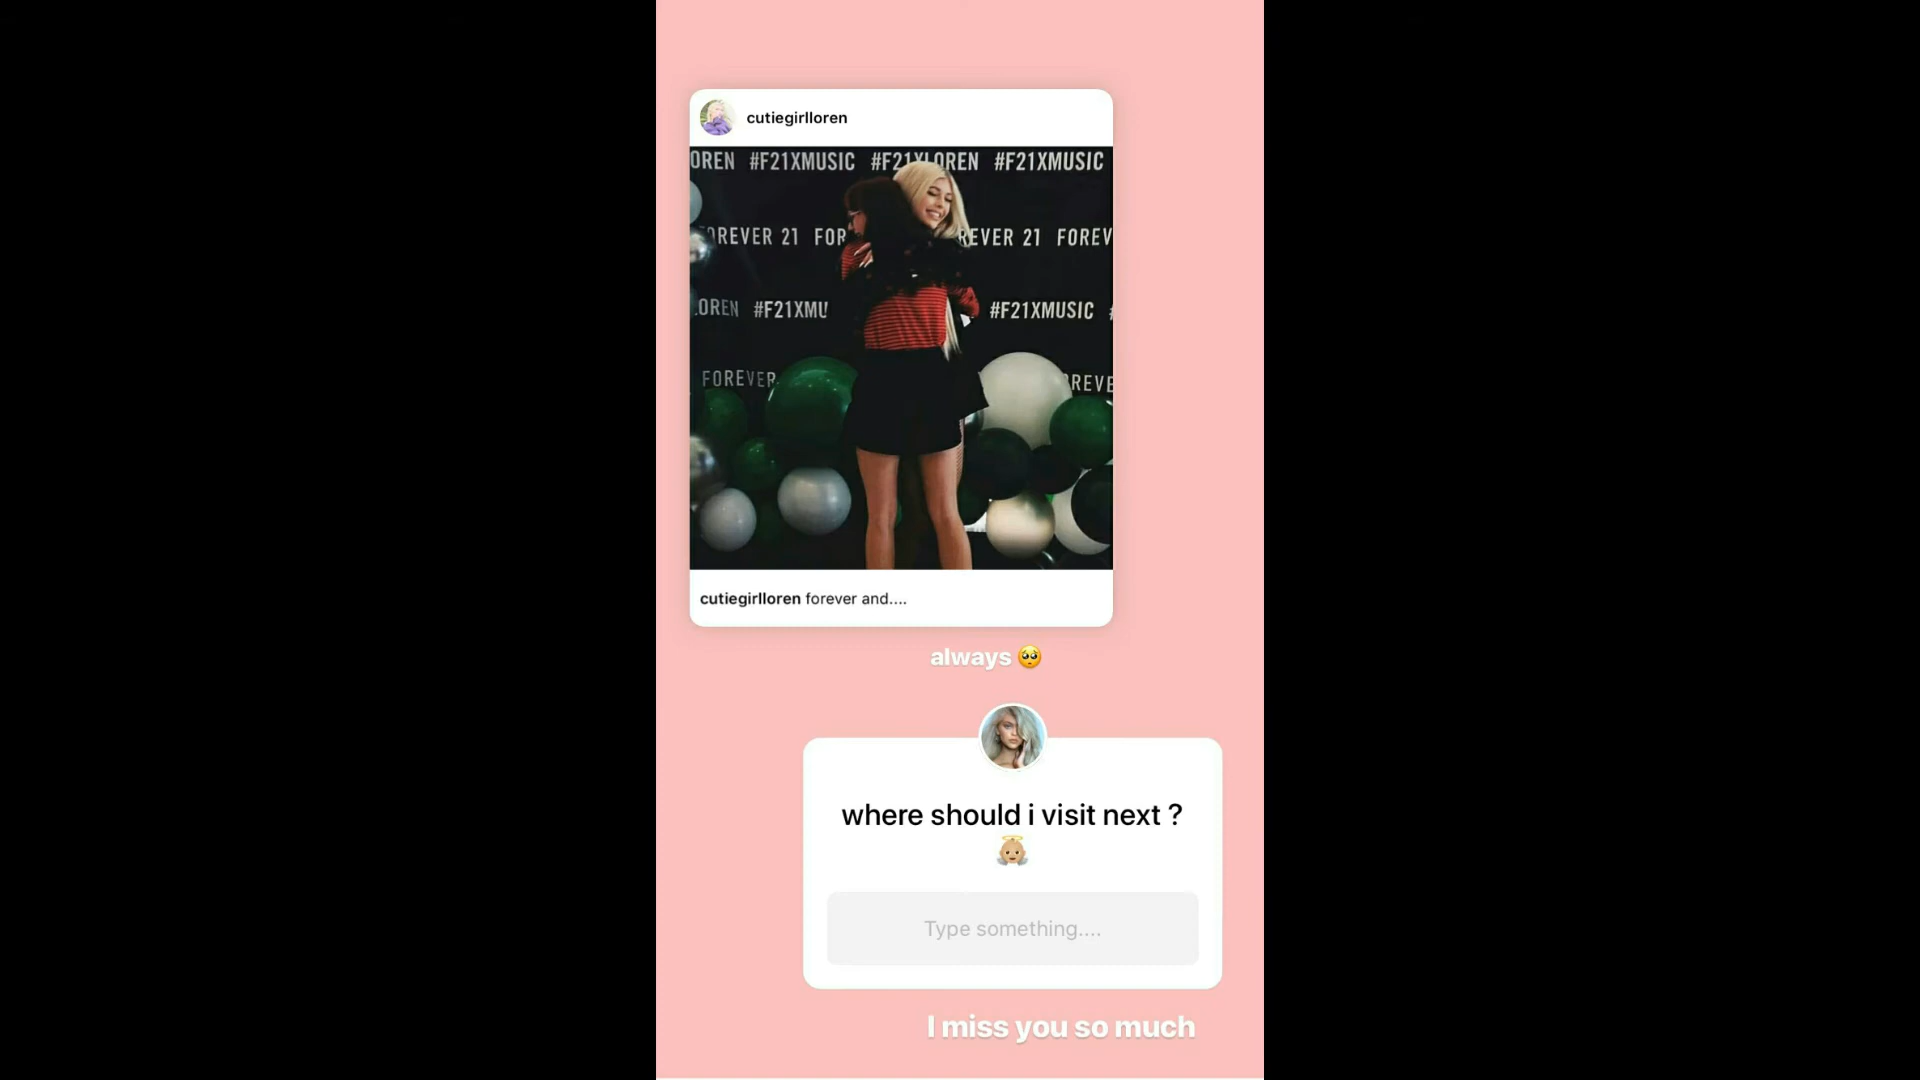 cutiegirlloren
OREN #F21XMUSIC #F21XLOREN #F21XMUSIC
FOREVER 21 FOR REVER 21 FOREV
OREN #F21XMU #F21XMUSIC #
FOREVER REVE
cutiegirlloren forever and....
always 🥺
where should i visit next ?
👼🏼
Type something....
I miss you so much